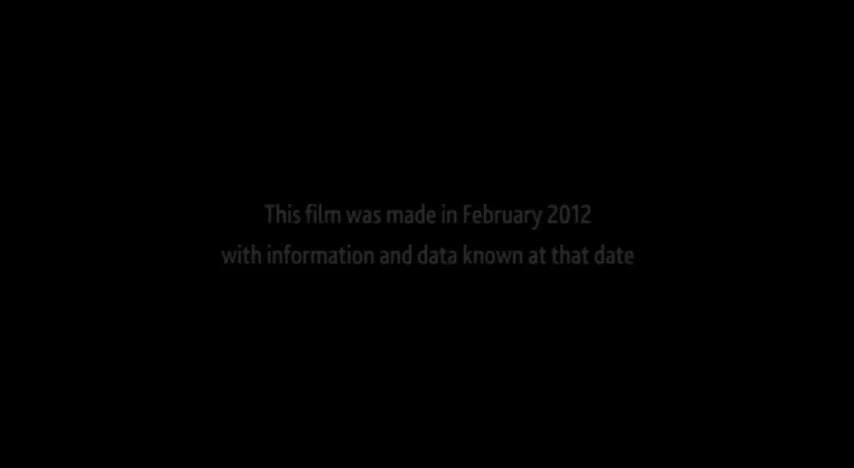 This film was made in February 2012
with information and data known at that date